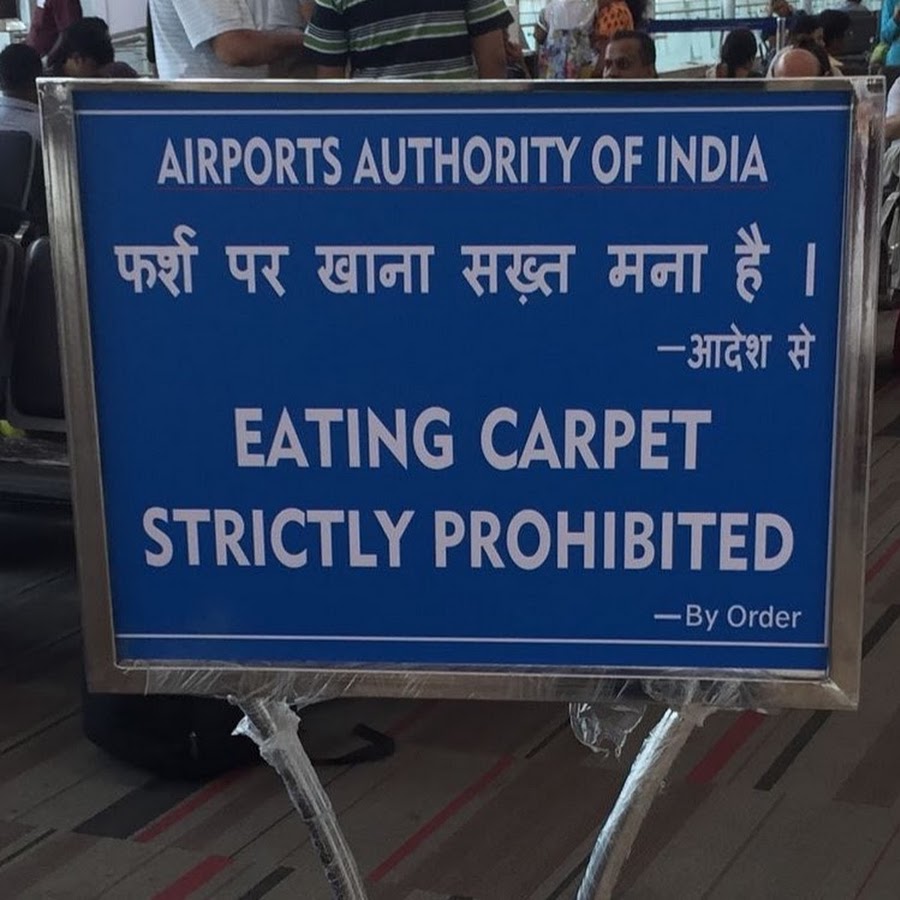 AIRPORTS AUTHORITY OF INDIA
फर्श पर खाना सख़्त मना है ।
—आदेश से
EATING CARPET
STRICTLY PROHIBITED
—By Order